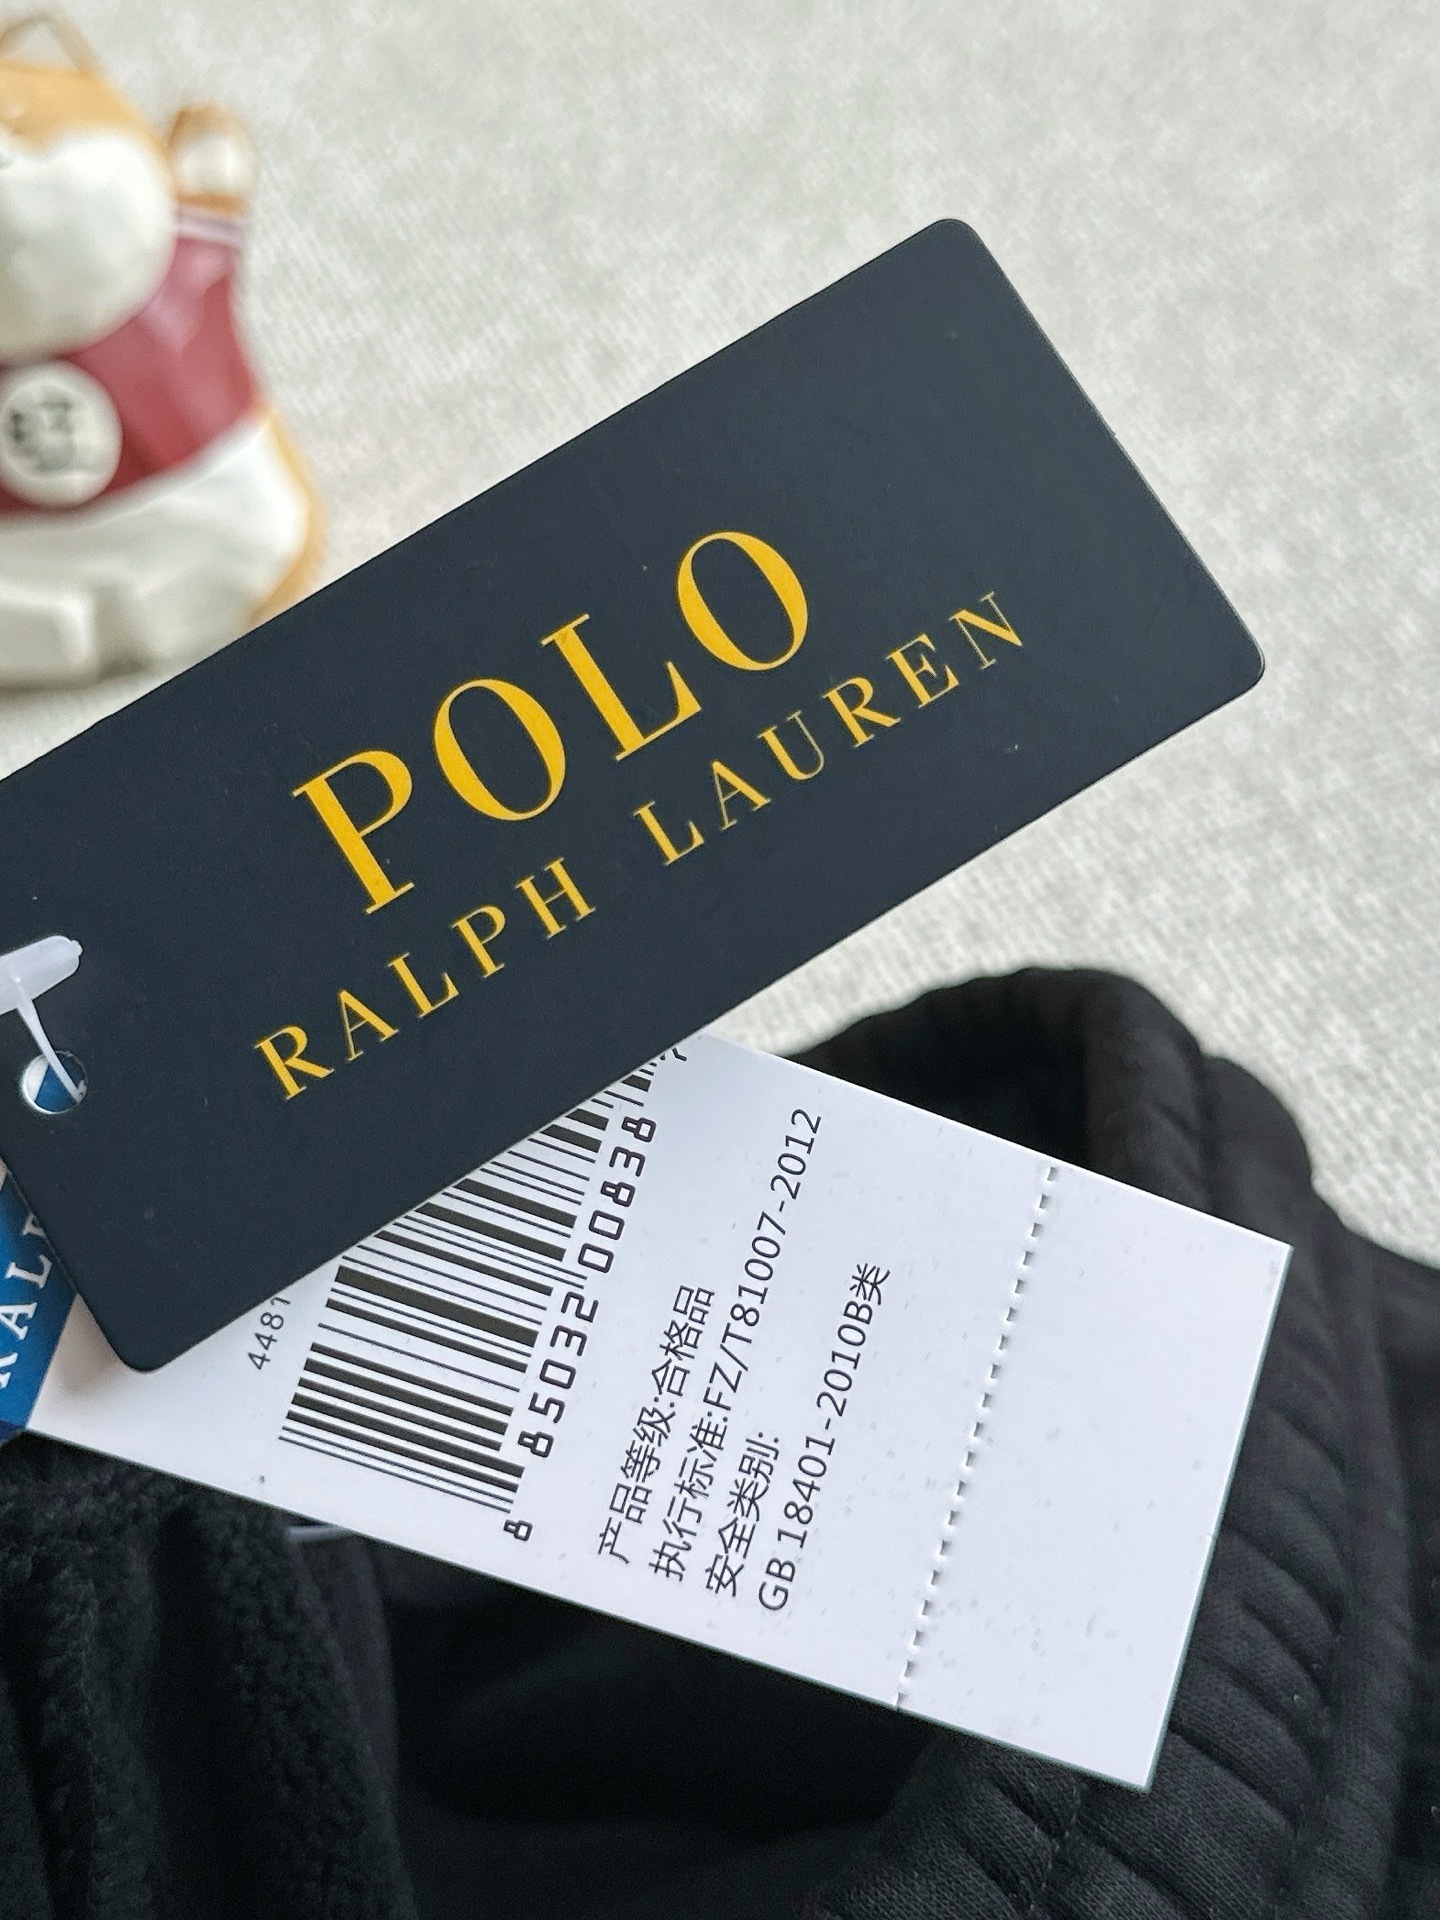 POLO
RALPH LAUREN
4481
8 85032 00838
产品等级:合格品
执行标准:FZ/T81007-2012
安全类别:
GB 18401-2010B类
RAL